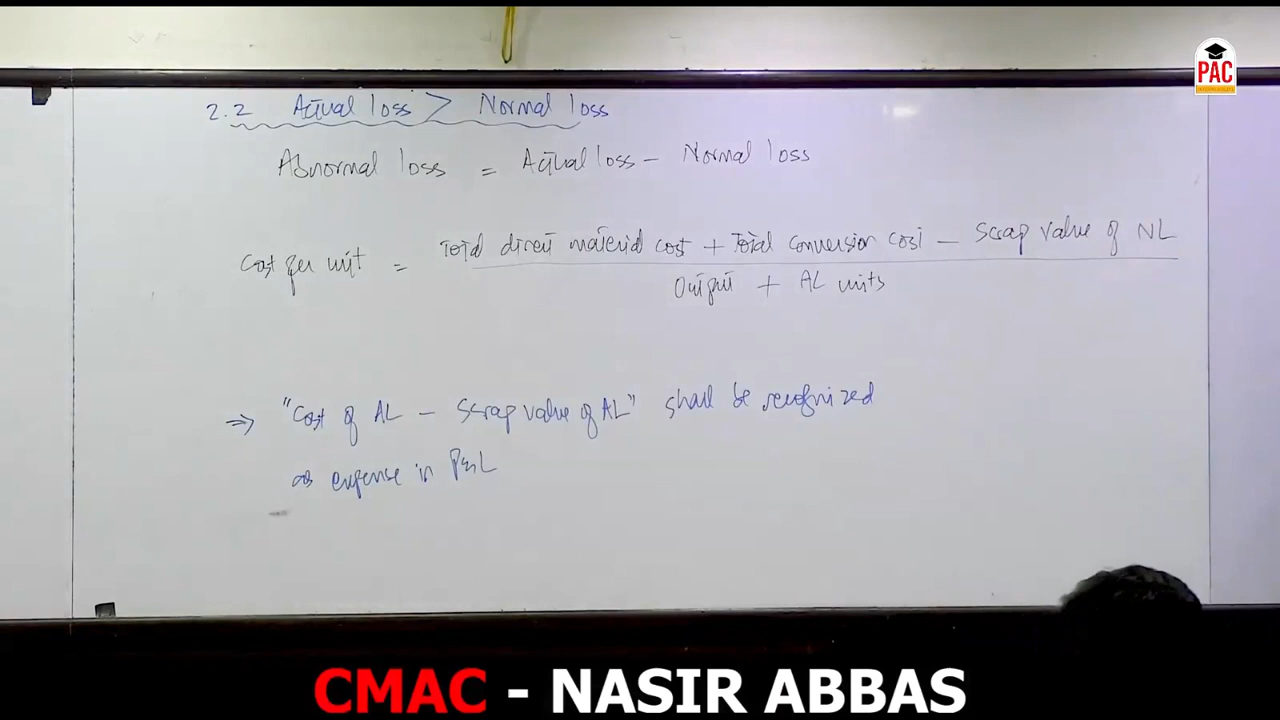 PAC
2.2 Actual loss > Normal loss
Abnormal loss = Actual loss - Normal loss
Cost per unit = Total direct material cost + Total conversion cost - Scrap value of NL
Output + AL units
⇒ "Cost of AL - Scrap value of AL" shall be recognized
as expense in P&L
CMAC - NASIR ABBAS